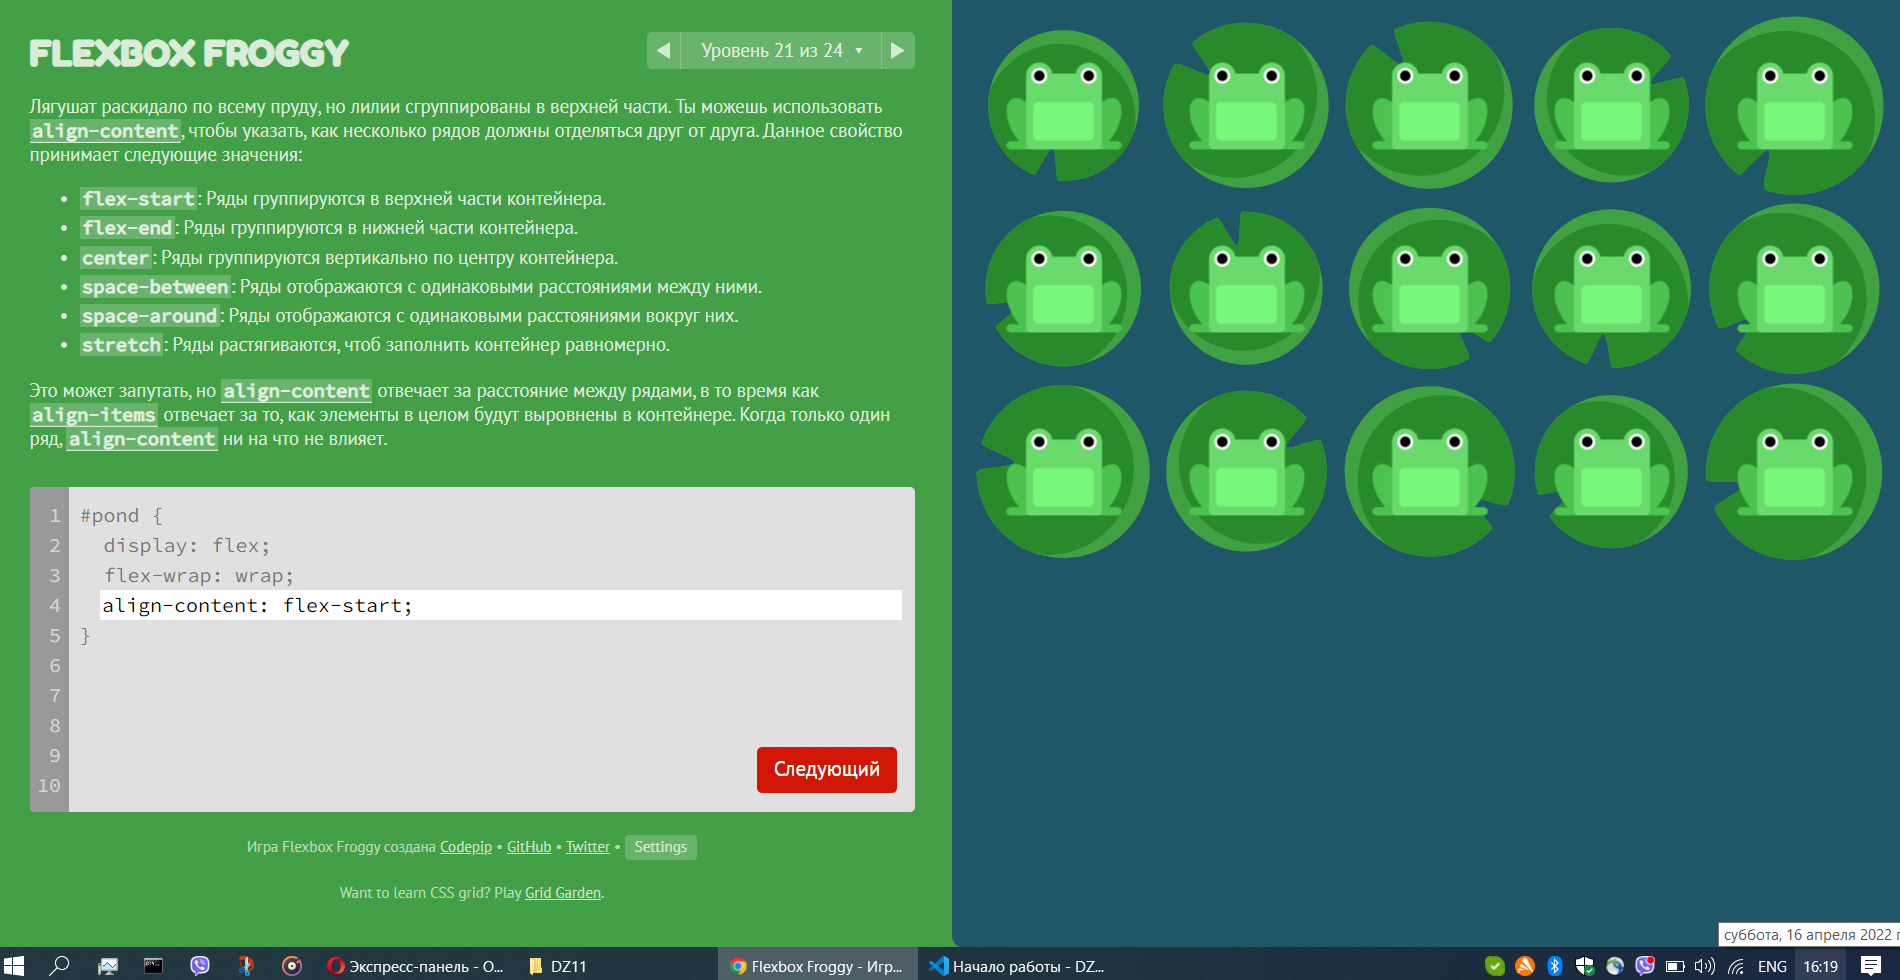 FLEXBOX FROGGY
Уровень 21 из 24
Лягушат раскидало по всему пруду, но лилии сгруппированы в верхней части. Ты можешь использовать
align-content, чтобы указать, как несколько рядов должны отделяться друг от друга. Данное свойство
принимает следующие значения:
• flex-start: Ряды группируются в верхней части контейнера.
• flex-end: Ряды группируются в нижней части контейнера.
• center: Ряды группируются вертикально по центру контейнера.
• space-between: Ряды отображаются с одинаковыми расстояниями между ними.
• space-around: Ряды отображаются с одинаковыми расстояниями вокруг них.
• stretch: Ряды растягиваются, чтоб заполнить контейнер равномерно.
Это может запутать, но align-content отвечает за расстояние между рядами, в то время как
align-items отвечает за то, как элементы в целом будут выровнены в контейнере. Когда только один
ряд, align-content ни на что не влияет.
1 #pond {
2 display: flex;
3 flex-wrap: wrap;
4 align-content: flex-start;
5 }
6
7
8
9
10
Следующий
Игра Flexbox Froggy создана Codepip • GitHub • Twitter • Settings
Want to learn CSS grid? Play Grid Garden.
суббота, 16 апреля 2022 г
Экспресс-панель - O...
DZ11
Flexbox Froggy - Игр...
Начало работы - DZ...
ENG
16:19